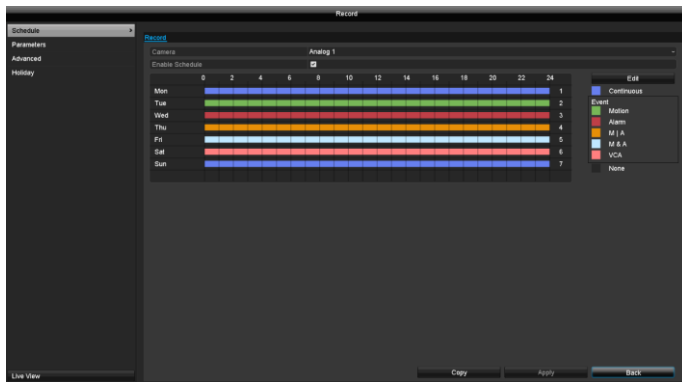 Record
Schedule
Parameters
Advanced
Holiday
Record
Camera Analog 1
Enable Schedule
0 2 4 6 8 10 12 14 16 18 20 22 24
Mon 1
Tue 2
Wed 3
Thu 4
Fri 5
Sat 6
Sun 7
Edit
Continuous
Event
Motion
Alarm
M | A
M & A
VCA
None
Live View
Copy Apply Back